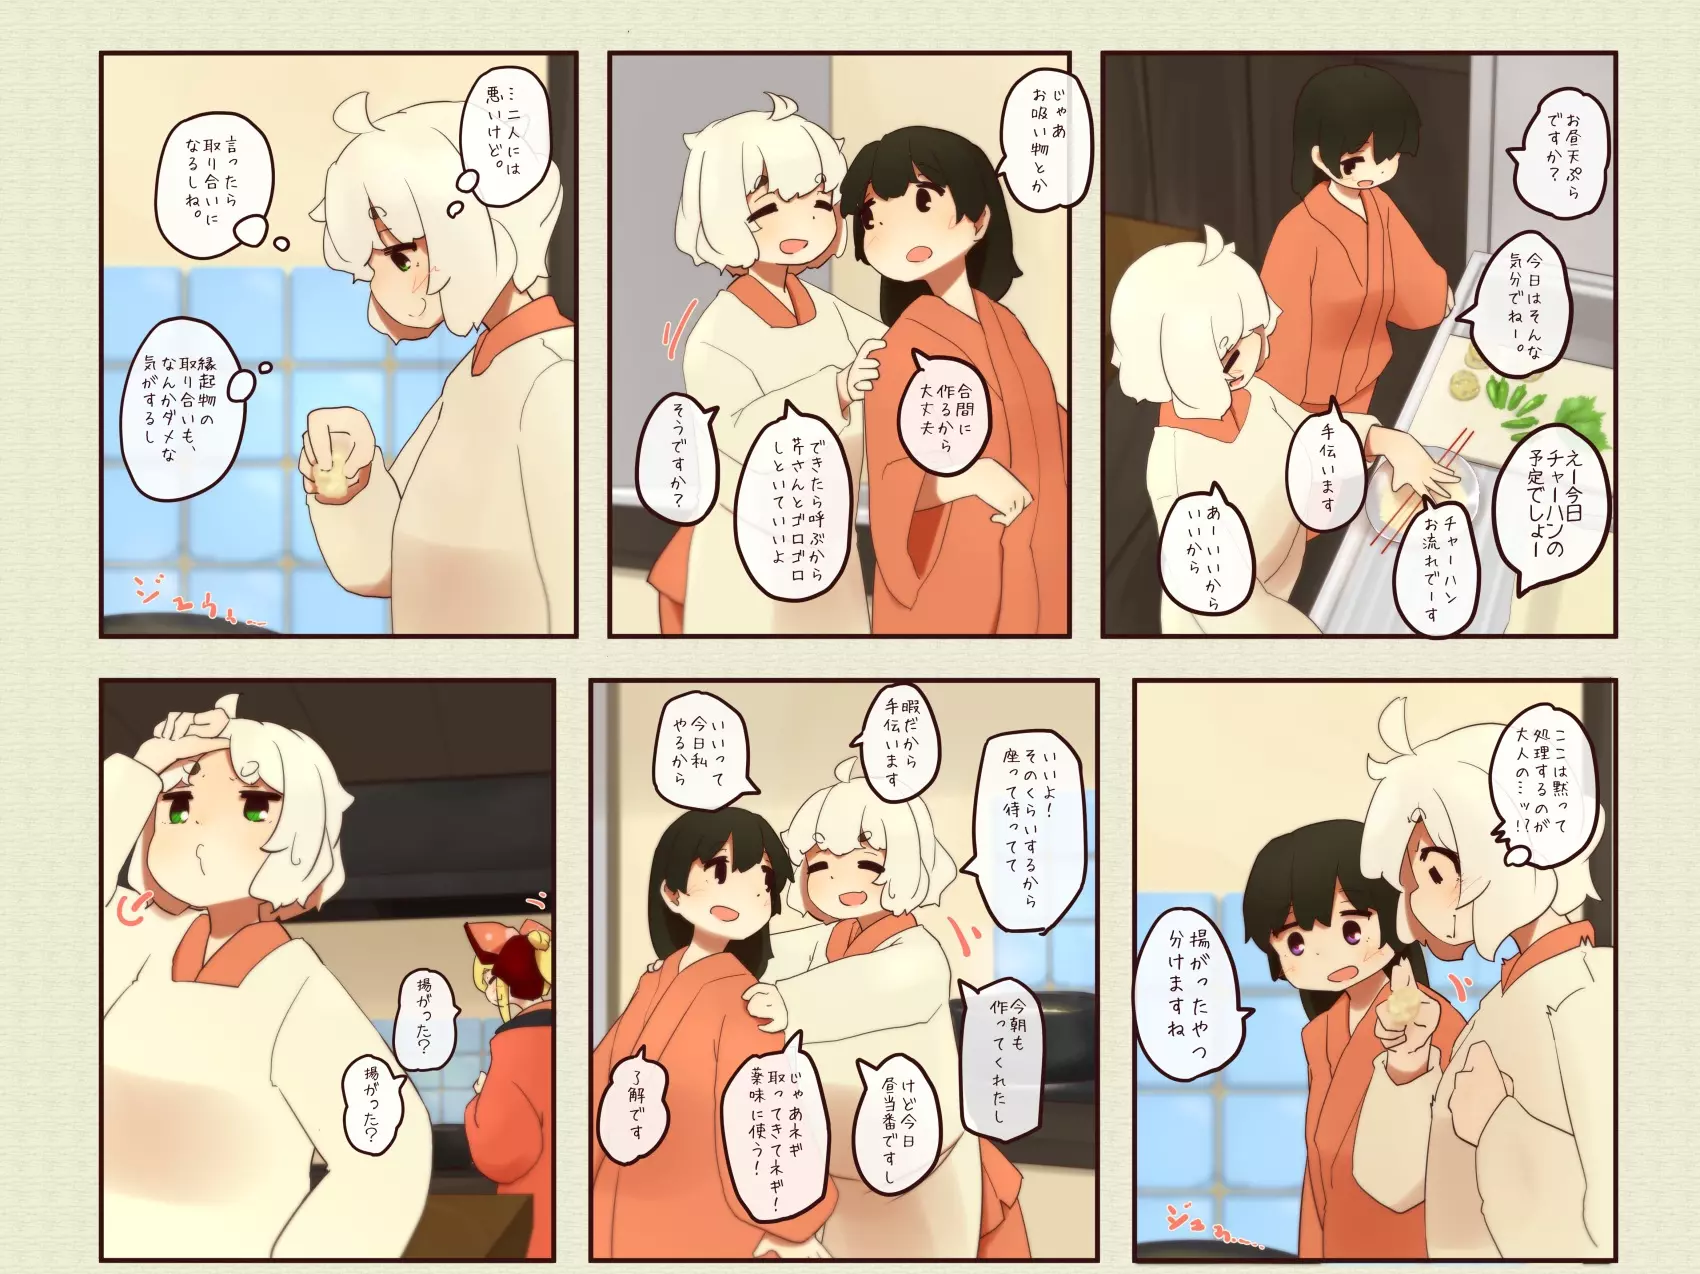 お昼天ぷら
ですか？
今日はそんな
気分でねー。
えー今日
チャーハンの
予定でしょー
手伝います
チャーハン
お流れでーす
あーいいから
いいから
じゃあ
お吸い物とか
合間に
作るから
大丈夫
できたら呼ぶから
芹さんとゴロゴロ
しといていいよ
そうですか？
…二人には
悪いけど。
言ったら
取り合いに
なるしね。
縁起物の
取り合いも、
なんかダメな
気がするし
ジュゥゥ……
ここは黙って
処理するのが
大人の…ッ!?
揚がったやつ
分けますね
ジュゥ……
いいよ！
そのくらいするから
座って待ってて
暇だから
手伝います
いいって
今日私
やるから
今朝も
作ってくれたし
けど今日
昼当番ですし
じゃあネギ
取ってきてネギ！
薬味に使う！
了解です
揚がった？
揚がった？